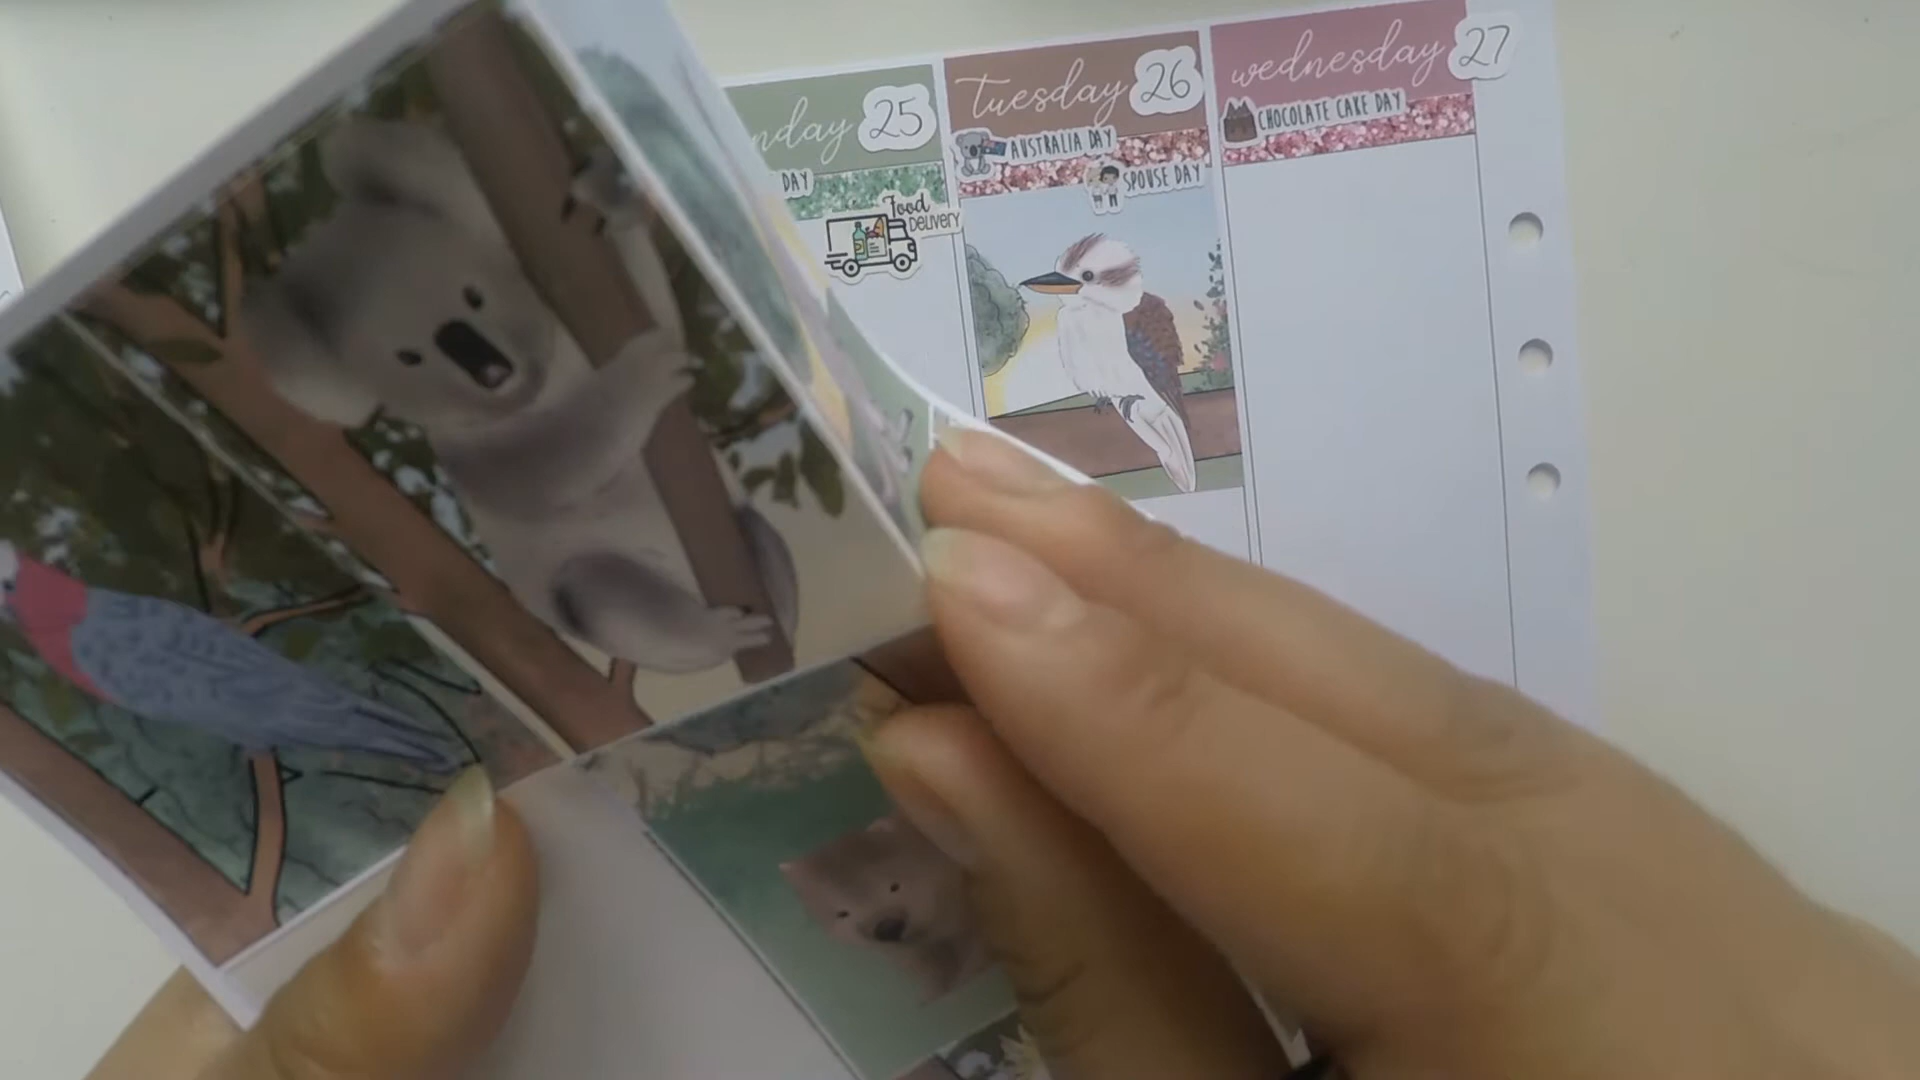 nday 25
tuesday 26
wednesday 27
DAY
AUSTRALIA DAY
CHOCOLATE CAKE DAY
SPOUSE DAY
Food
DELIVERY